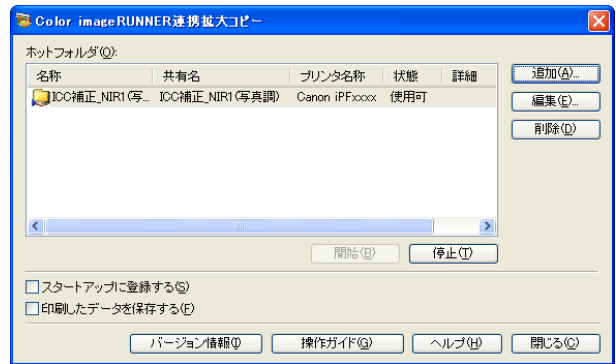 Color imageRUNNER連携拡大コピー
ホットフォルダ(O):
名称 共有名 プリンタ名称 状態 詳細
ICC補正_NIR1(写... ICC補正_NIR1(写真調) Canon iPFxxxx 使用可
追加(A)...
編集(E)...
削除(D)
開始(B) 停止(T)
スタートアップに登録する(S)
印刷したデータを保存する(F)
バージョン情報(I) 操作ガイド(G) ヘルプ(H) 閉じる(C)